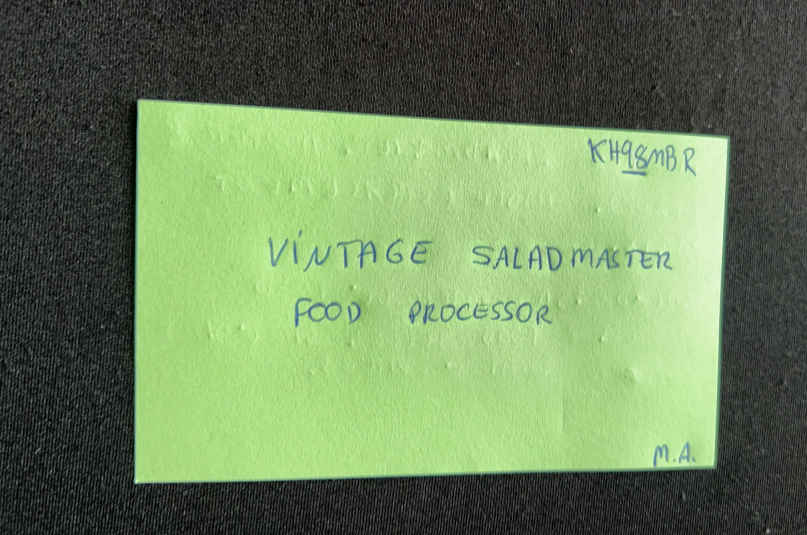 KH98MBR
VINTAGE SALADMASTER
FOOD PROCESSOR
M.A.